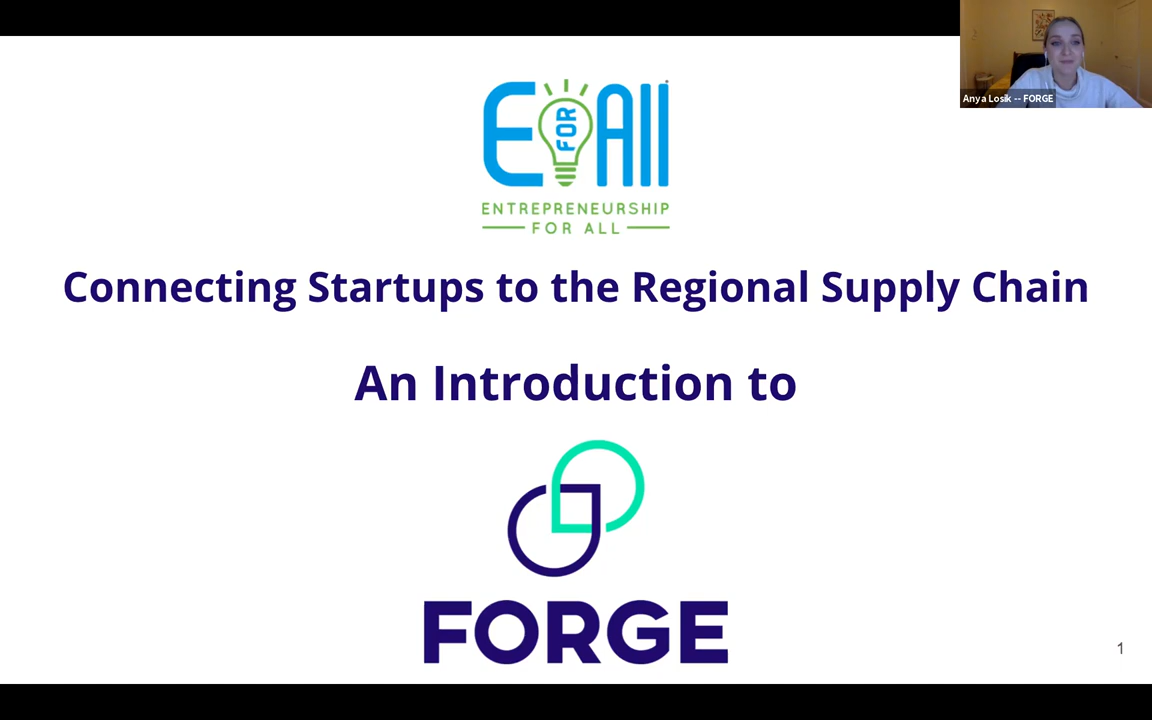 E FOR All
ENTREPRENEURSHIP
FOR ALL
Anya Losik -- FORGE
Connecting Startups to the Regional Supply Chain
An Introduction to
FORGE
1